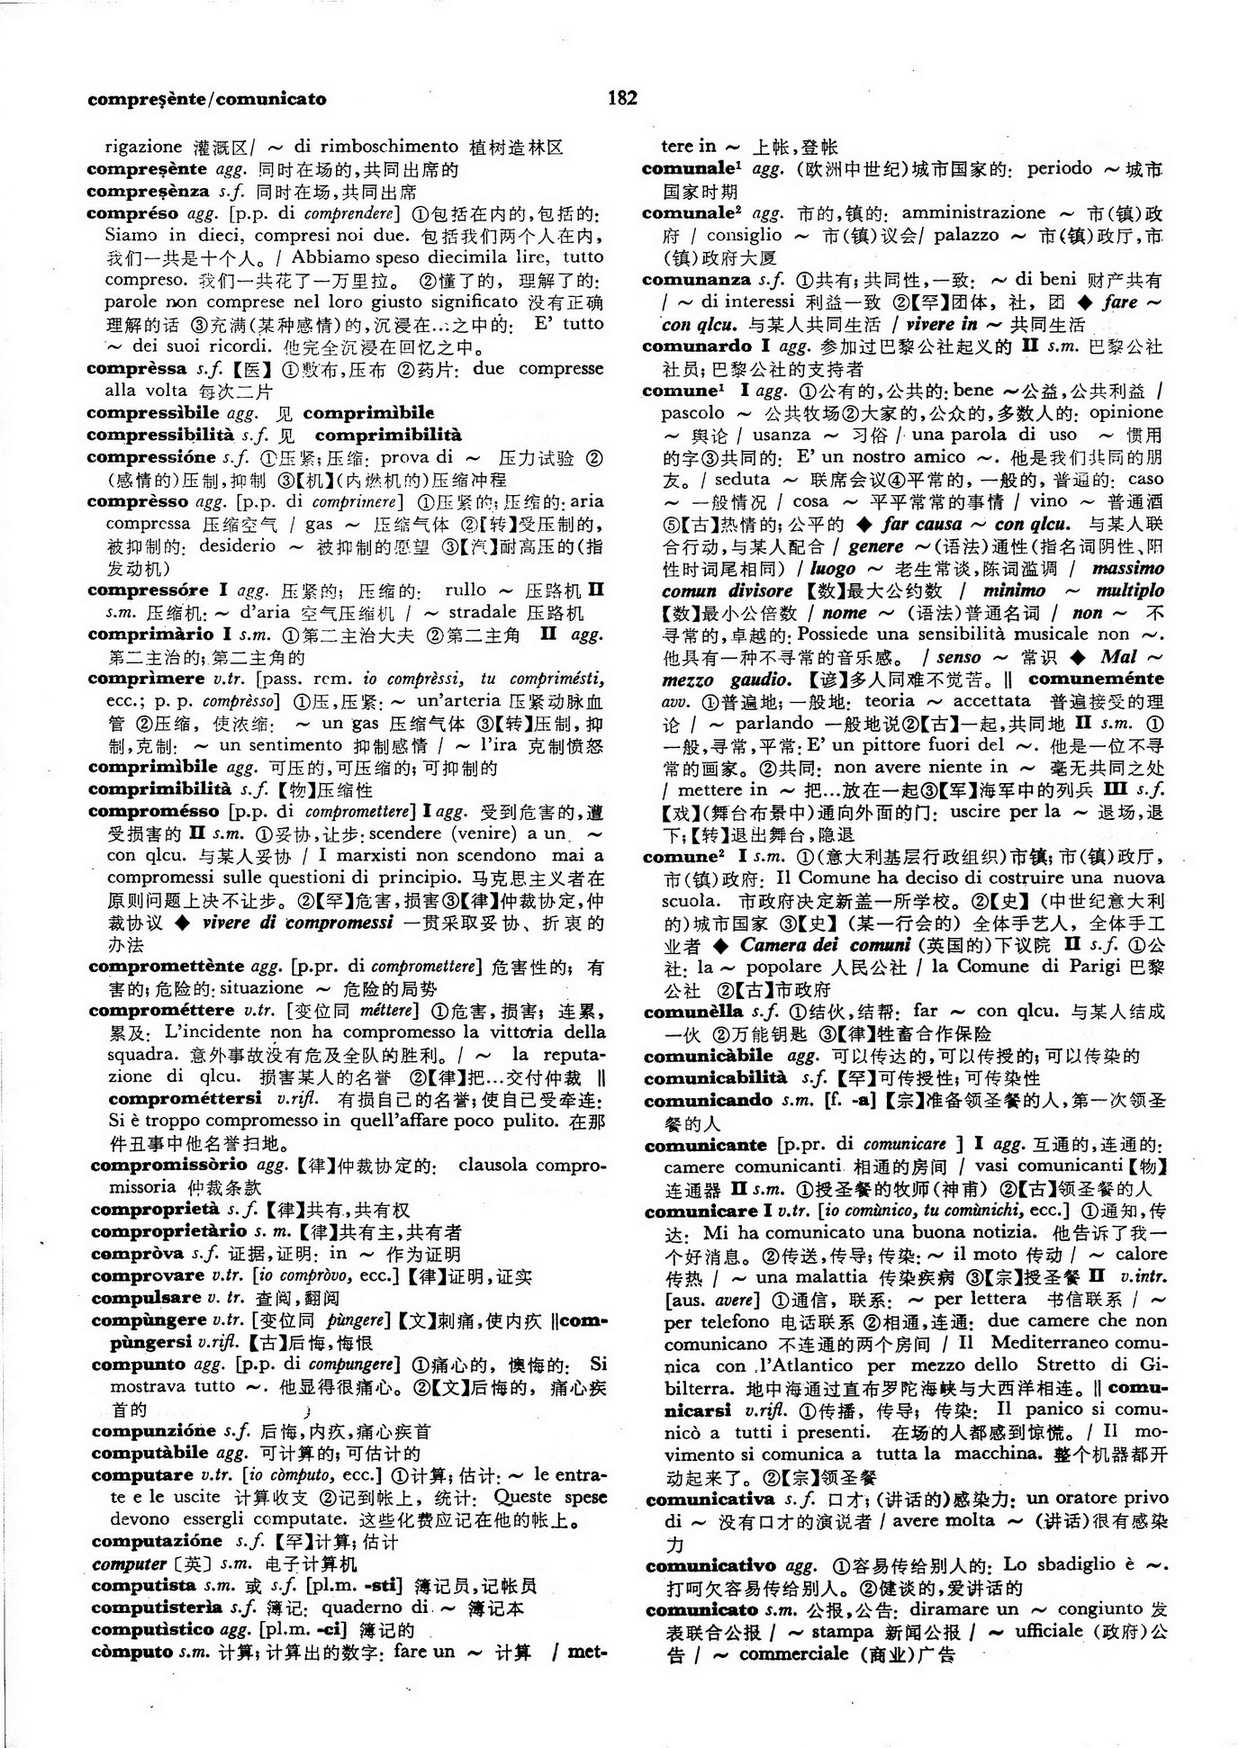 compreṣènte/comunicato
182
rigazione 灌溉区/ ～ di rimboschimento 植树造林区
compreṣènte agg. 同时在场的,共同出席的
compreṣènza s.f. 同时在场,共同出席
compréso agg. [p.p. di comprendere] ①包括在内的,包括的:
Siamo in dieci, compresi noi due. 包括我们两个人在内,
我们一共是十个人。/ Abbiamo speso diecimila lire, tutto
compreso. 我们一共花了一万里拉。 ②懂了的, 理解了的:
parole non comprese nel loro giusto significato 没有正确
理解的话 ③充满(某种感情)的,沉浸在…之中的: E' tutto
～ dei suoi ricordi. 他完全沉浸在回忆之中。
comprèssa s.f.【医】①敷布,压布 ②药片: due compresse
alla volta 每次二片
compressìbile agg. 见 comprimìbile
compressibilità s.f. 见 comprimibilità
compressióne s.f. ①压紧;压缩: prova di ～ 压力试验 ②
(感情的)压制,抑制 ③【机】(内燃机的)压缩冲程
comprèsso agg. [p.p. di comprimere] ①压紧的;压缩的: aria
compressa 压缩空气 / gas ～ 压缩气体 ②【转】受压制的,
被抑制的: desiderio ～ 被抑制的愿望 ③【汽】耐高压的(指
发动机)
compressóre I agg. 压紧的; 压缩的: rullo ～ 压路机 II
s.m. 压缩机: ～ d'aria 空气压缩机 / ～ stradale 压路机
comprimàrio I s.m. ①第二主治大夫 ②第二主角 II agg.
第二主治的;第二主角的
comprìmere v.tr. [pass. rem. io comprèssi, tu comprimésti,
ecc.; p. p. comprèsso] ①压,压紧: ～ un'arteria 压紧动脉血
管 ②压缩, 使浓缩: ～ un gas 压缩气体 ③【转】压制,抑
制,克制: ～ un sentimento 抑制感情 / ～ l'ira 克制愤怒
comprimìbile agg. 可压的,可压缩的;可抑制的
comprimibilità s.f.【物】压缩性
compromésso [p.p. di compromettere] I agg. 受到危害的,遭
受损害的 II s.m. ①妥协,让步: scendere (venire) a un ～
con qlcu. 与某人妥协 / I marxisti non scendono mai a
compromessi sulle questioni di principio. 马克思主义者在
原则问题上决不让步。②【罕】危害,损害③【律】仲裁协定,仲
裁协议 ◆ vivere di compromessi 一贯采取妥协、折衷的
办法
compromettènte agg. [p.pr. di compromettere] 危害性的; 有
害的;危险的: situazione ～ 危险的局势
comprométtere v.tr. [变位同 méttere] ①危害,损害; 连累,
累及: L'incidente non ha compromesso la vittoria della
squadra. 意外事故没有危及全队的胜利。/ ～ la reputa-
zione di qlcu. 损害某人的名誉 ②【律】把…交付仲裁 ‖
comprométtersi v.rifl. 有损自己的名誉;使自己受牵连:
Si è troppo compromesso in quell'affare poco pulito. 在那
件丑事中他名誉扫地。
compromissòrio agg.【律】仲裁协定的: clausola compro-
missoria 仲裁条款
comproprietà s.f.【律】共有,共有权
comproprietàrio s. m.【律】共有主,共有者
compròva s.f. 证据,证明: in ～ 作为证明
comprovare v.tr. [io compròvo, ecc.]【律】证明,证实
compulsare v. tr. 查阅,翻阅
compùngere v.tr. [变位同 pùngere]【文】刺痛,使内疚 ‖com-
pùngersi v.rifl.【古】后悔,悔恨
compunto agg. [p.p. di compungere] ①痛心的, 懊悔的: Si
mostrava tutto ～. 他显得很痛心。②【文】后悔的, 痛心疾
首的
compunzióne s.f. 后悔,内疚,痛心疾首
computàbile agg. 可计算的;可估计的
computare v.tr. [io còmputo, ecc.] ①计算;估计: ～ le entra-
te e le uscite 计算收支 ②记到帐上, 统计: Queste spese
devono essergli computate. 这些化费应记在他的帐上。
computazióne s.f.【罕】计算;估计
computer〔英〕s.m. 电子计算机
computista s.m. 或 s.f. [pl.m. -sti] 簿记员,记帐员
computisterìa s.f. 簿记: quaderno di ～ 簿记本
computìstico agg. [pl.m. -ci] 簿记的
còmputo s.m. 计算;计算出的数字: fare un ～ 计算 / met-
tere in ～ 上帐,登帐
comunale¹ agg. (欧洲中世纪)城市国家的: periodo ～城市
国家时期
comunale² agg. 市的,镇的: amministrazione ～ 市(镇)政
府 / consiglio ～ 市(镇)议会/ palazzo ～ 市(镇)政厅,市
(镇)政府大厦
comunanza s.f. ①共有;共同性,一致: ～ di beni 财产共有
/ ～ di interessi 利益一致 ②【罕】团体, 社, 团 ◆ fare ～
con qlcu. 与某人共同生活 / vivere in ～ 共同生活
comunardo I agg. 参加过巴黎公社起义的 II s.m. 巴黎公社
社员;巴黎公社的支持者
comune¹ I agg. ①公有的,公共的: bene ～公益,公共利益 /
pascolo ～ 公共牧场②大家的,公众的,多数人的: opinione
～ 舆论 / usanza ～ 习俗 / una parola di uso ～ 惯用
的字③共同的: E' un nostro amico ～. 他是我们共同的朋
友。/ seduta ～ 联席会议④平常的, 一般的, 普通的: caso
～ 一般情况 / cosa ～ 平平常常的事情 / vino ～ 普通酒
⑤【古】热情的;公平的 ◆ far causa ～ con qlcu. 与某人联
合行动,与某人配合 / genere ～(语法)通性(指名词阴性、阳
性时词尾相同) / luogo ～ 老生常谈,陈词滥调 / massimo
comun divisore【数】最大公约数 / minimo ～ multiplo
【数】最小公倍数 / nome ～ (语法)普通名词 / non ～ 不
寻常的,卓越的: Possiede una sensibilità musicale non ～.
他具有一种不寻常的音乐感。 / senso ～ 常识 ◆ Mal ～
mezzo gaudio.【谚】多人同难不觉苦。‖ comuneménte
avv. ①普遍地;一般地: teoria ～ accettata 普遍接受的理
论 / ～ parlando 一般地说②【古】一起,共同地 II s.m. ①
一般,寻常,平常: E' un pittore fuori del ～. 他是一位不寻
常的画家。②共同: non avere niente in ～ 毫无共同之处
/ mettere in ～ 把…放在一起③【军】海军中的列兵 III s.f.
【戏】(舞台布景中)通向外面的门: uscire per la ～ 退场,退
下;【转】退出舞台,隐退
comune² I s.m. ①(意大利基层行政组织)市镇;市(镇)政厅,
市(镇)政府: Il Comune ha deciso di costruire una nuova
scuola. 市政府决定新盖一所学校。②【史】(中世纪意大利
的)城市国家 ③【史】(某一行会的) 全体手艺人, 全体手工
业者 ◆ Camera dei comuni (英国的)下议院 II s.f. ①公
社: la ～ popolare 人民公社 / la Comune di Parigi 巴黎
公社 ②【古】市政府
comunèlla s.f. ①结伙,结帮: far ～ con qlcu. 与某人结成
一伙 ②万能钥匙 ③【律】牲畜合作保险
comunicàbile agg. 可以传达的,可以传授的;可以传染的
comunicabilità s.f.【罕】可传授性;可传染性
comunicando s.m. [f. -a]【宗】准备领圣餐的人,第一次领圣
餐的人
comunicante [p.pr. di comunicare ] I agg. 互通的,连通的:
camere comunicanti 相通的房间 / vasi comunicanti【物】
连通器 II s.m. ①授圣餐的牧师(神甫) ②【古】领圣餐的人
comunicare I v.tr. [io comùnico, tu comùnichi, ecc.] ①通知,传
达: Mi ha comunicato una buona notizia. 他告诉了我一
个好消息。②传送,传导;传染: ～ il moto 传动 / ～ calore
传热 / ～ una malattia 传染疾病 ③【宗】授圣餐 II v.intr.
[aus. avere] ①通信, 联系: ～ per lettera 书信联系 / ～
per telefono 电话联系 ②相通,连通: due camere che non
comunicano 不连通的两个房间 / Il Mediterraneo comu-
nica con l'Atlantico per mezzo dello Stretto di Gi-
bilterra. 地中海通过直布罗陀海峡与大西洋相连。‖ comu-
nicarsi v.rifl. ①传播, 传导; 传染: Il panico si comu-
nicò a tutti i presenti. 在场的人都感到惊慌。/ Il mo-
vimento si comunica a tutta la macchina. 整个机器都开
动起来了。②【宗】领圣餐
comunicativa s.f. 口才;(讲话的)感染力: un oratore privo
di ～ 没有口才的演说者 / avere molta ～ (讲话)很有感染
力
comunicativo agg. ①容易传给别人的: Lo sbadiglio è ～.
打呵欠容易传给别人。②健谈的,爱讲话的
comunicato s.m. 公报,公告: diramare un ～ congiunto 发
表联合公报 / ～ stampa 新闻公报 / ～ ufficiale (政府)公
告 / ～ commerciale (商业)广告